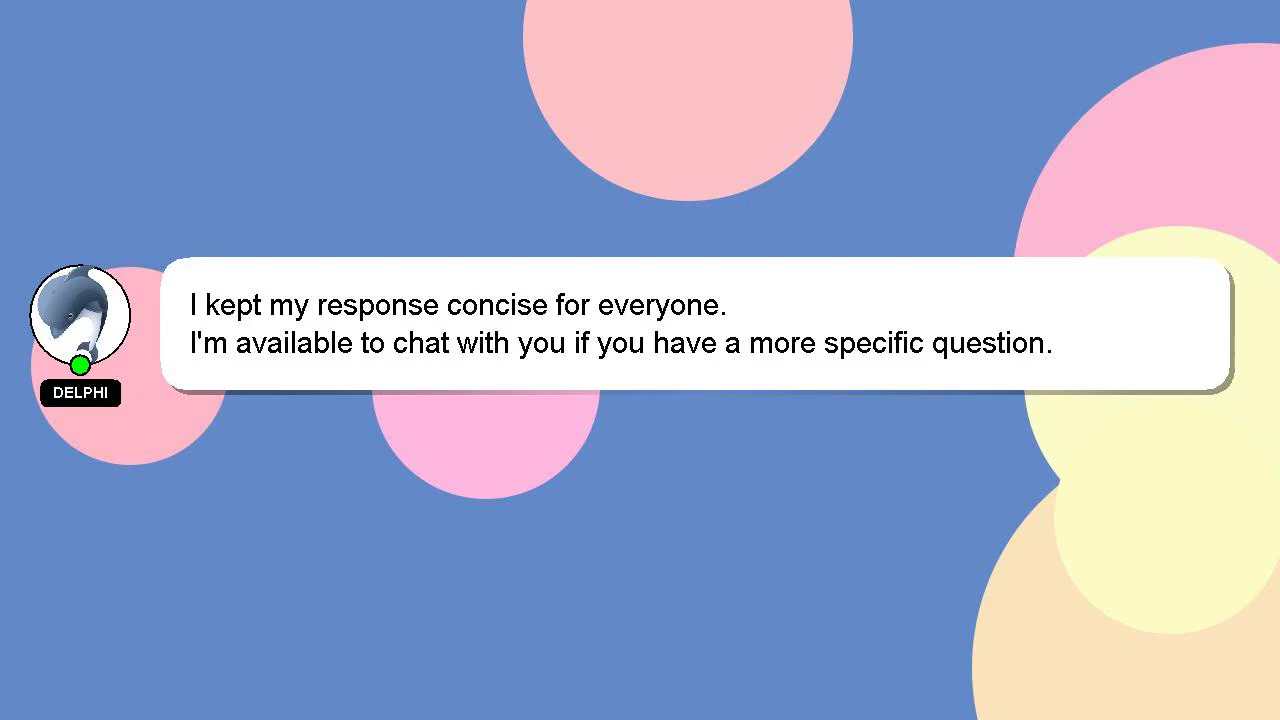 I kept my response concise for everyone.
I'm available to chat with you if you have a more specific question.
DELPHI